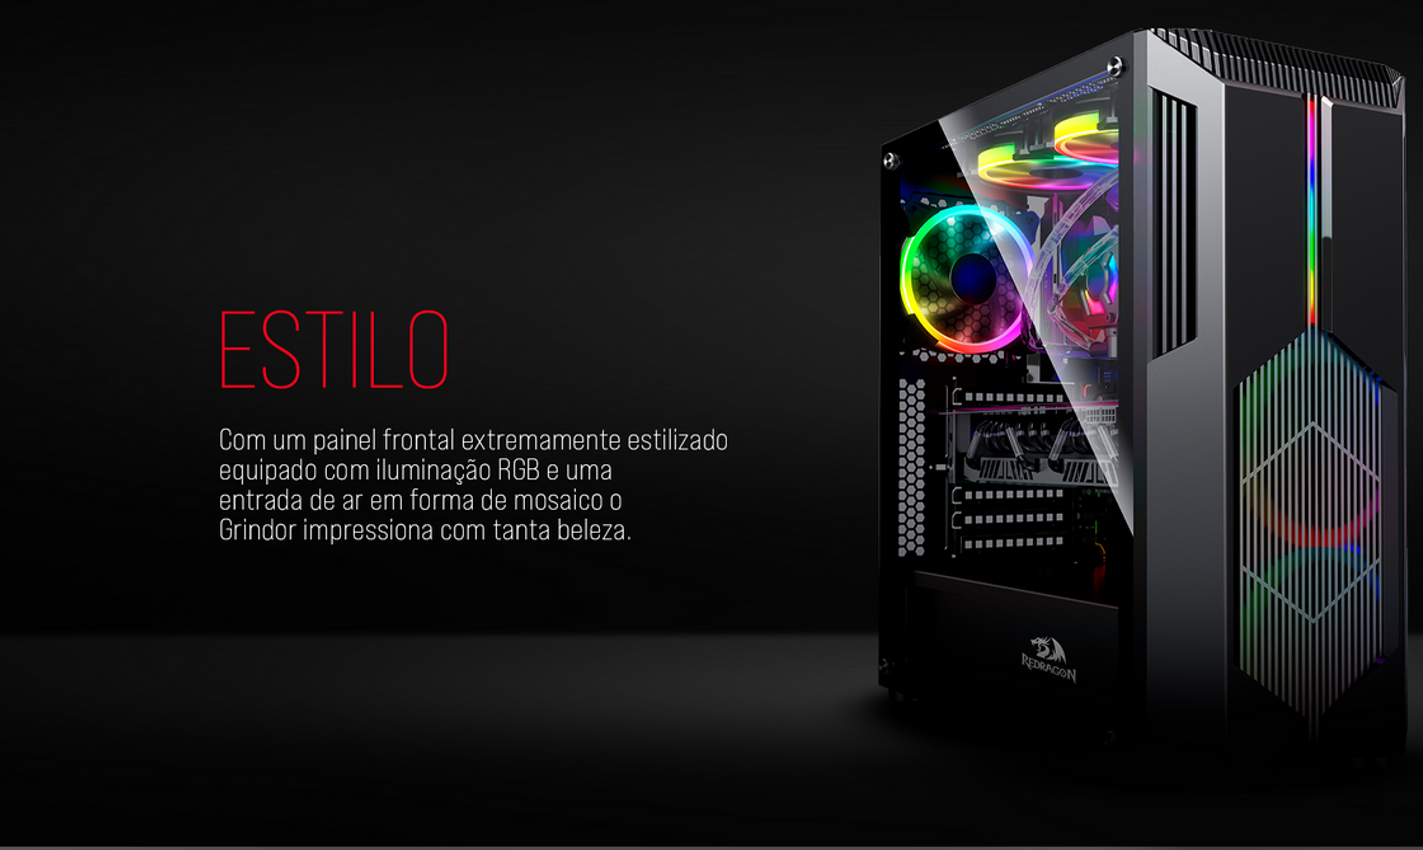 ESTILO
Com um painel frontal extremamente estilizado
equipado com iluminação RGB e uma
entrada de ar em forma de mosaico o
Grindor impressiona com tanta beleza.
REDRAGON